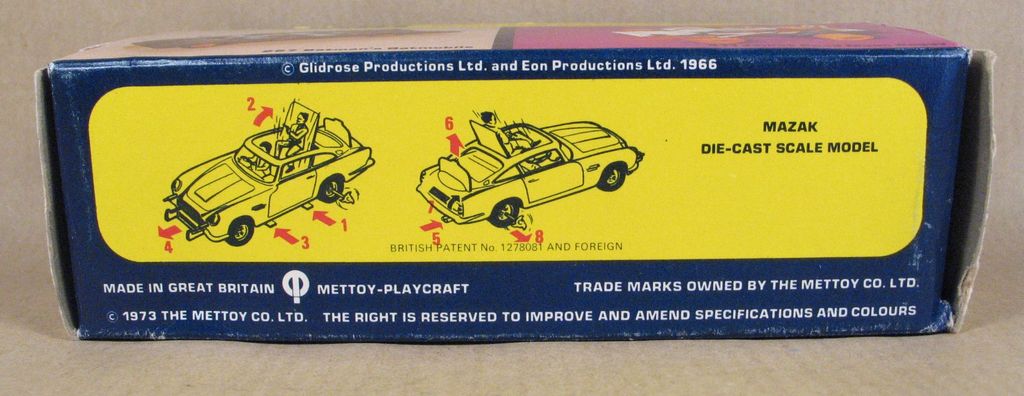 267 Batman's Batmobile
© Glidrose Productions Ltd. and Eon Productions Ltd. 1966
2
6
MAZAK
DIE-CAST SCALE MODEL
1
3
4
7
5
8
BRITISH PATENT No. 1278081 AND FOREIGN
MADE IN GREAT BRITAIN
METTOY-PLAYCRAFT
TRADE MARKS OWNED BY THE METTOY CO. LTD.
© 1973 THE METTOY CO. LTD. THE RIGHT IS RESERVED TO IMPROVE AND AMEND SPECIFICATIONS AND COLOURS